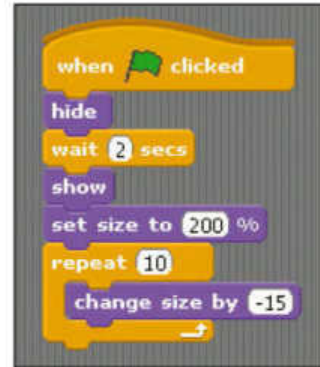 when clicked
hide
wait 2 secs
show
set size to 200 %
repeat 10
change size by -15